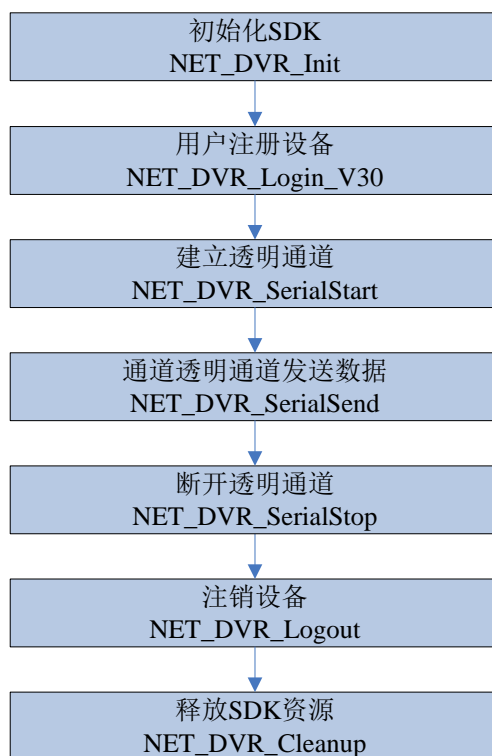 初始化SDK
NET_DVR_Init
用户注册设备
NET_DVR_Login_V30
建立透明通道
NET_DVR_SerialStart
通道透明通道发送数据
NET_DVR_SerialSend
断开透明通道
NET_DVR_SerialStop
注销设备
NET_DVR_Logout
释放SDK资源
NET_DVR_Cleanup